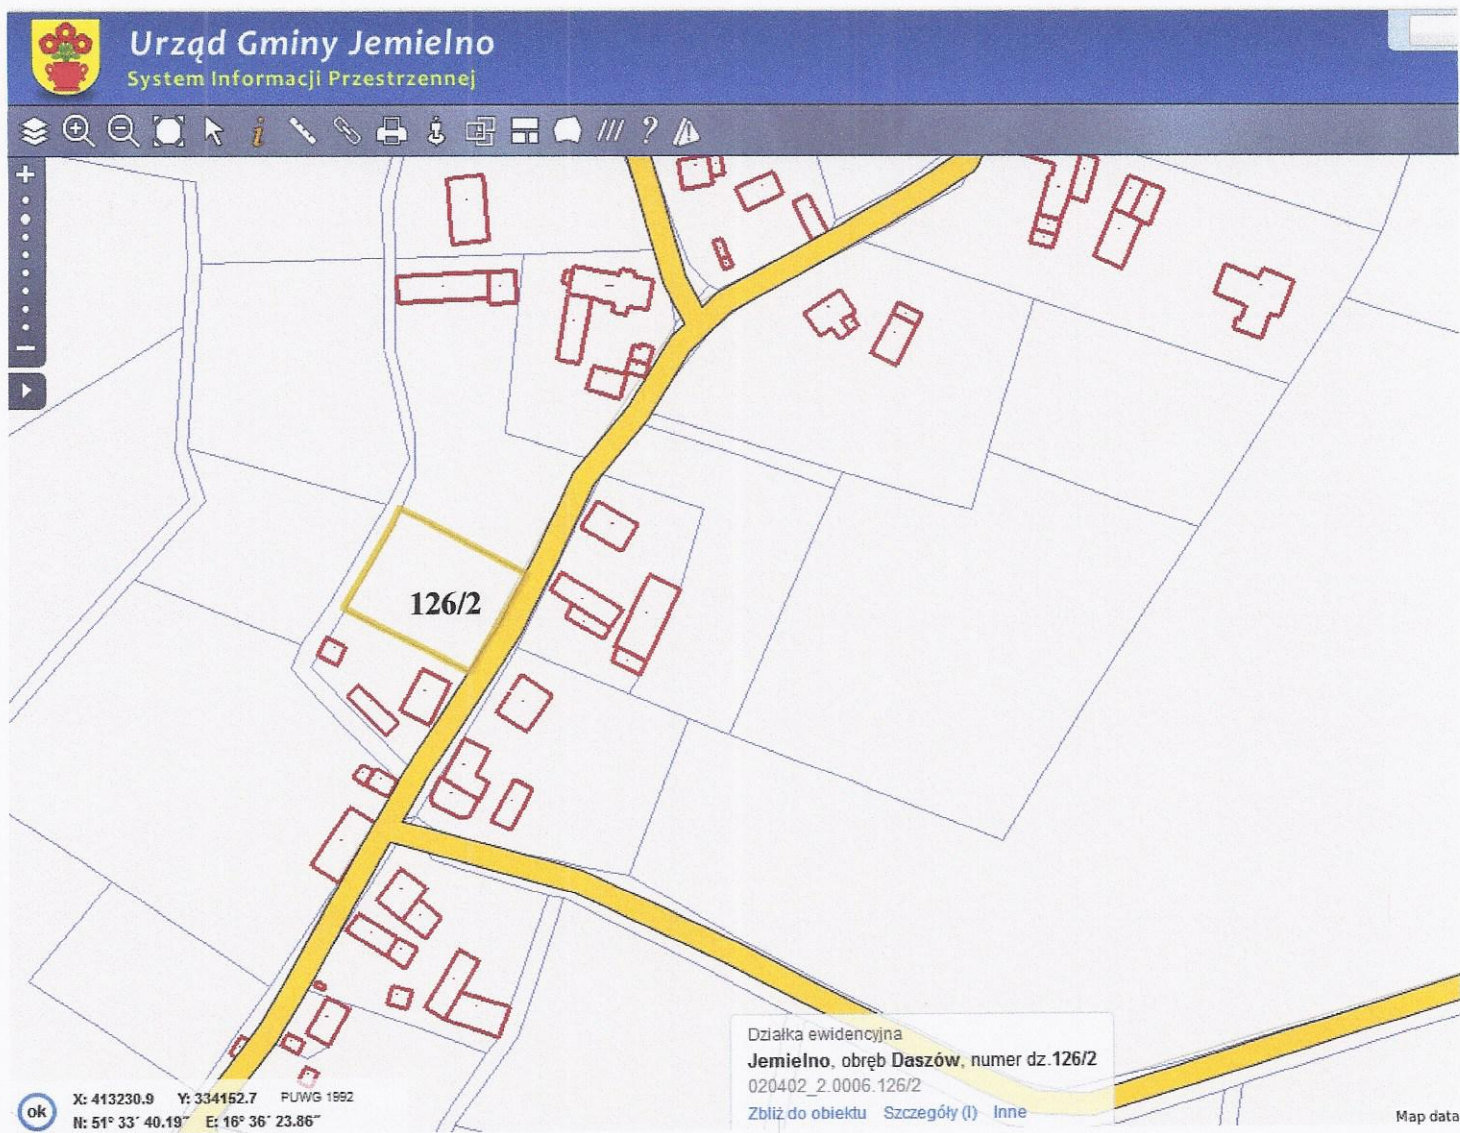 Urząd Gminy Jemielno
System Informacji Przestrzennej
126/2
Działka ewidencyjna
Jemielno, obręb Daszów, numer dz.126/2
020402_2.0006.126/2
Zbliż do obiektu Szczegóły (I) Inne
ok
X: 413230.9 Y: 334152.7 PUWG 1992
N: 51° 33´ 40.19˝ E: 16° 36´ 23.86˝
Map data